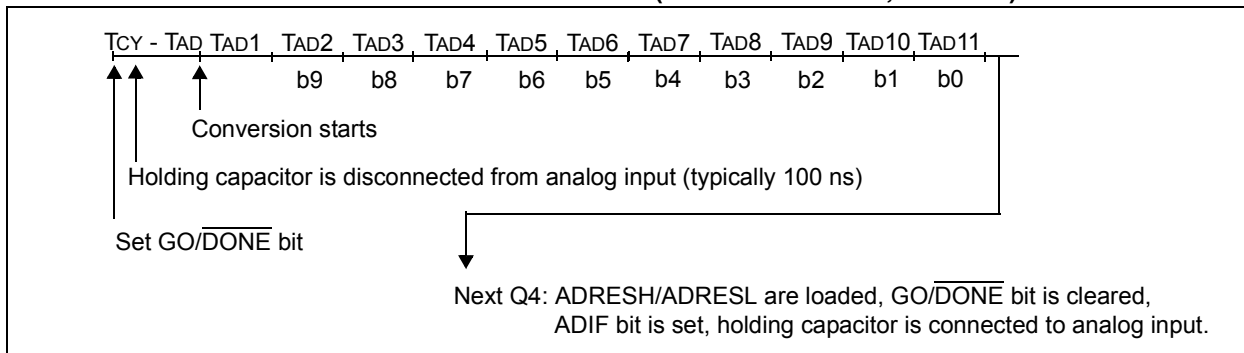 TCY - TAD TAD1 TAD2 TAD3 TAD4 TAD5 TAD6 TAD7 TAD8 TAD9 TAD10 TAD11
b9 b8 b7 b6 b5 b4 b3 b2 b1 b0
Conversion starts
Holding capacitor is disconnected from analog input (typically 100 ns)
Set GO/DONE bit
Next Q4: ADRESH/ADRESL are loaded, GO/DONE bit is cleared,
ADIF bit is set, holding capacitor is connected to analog input.